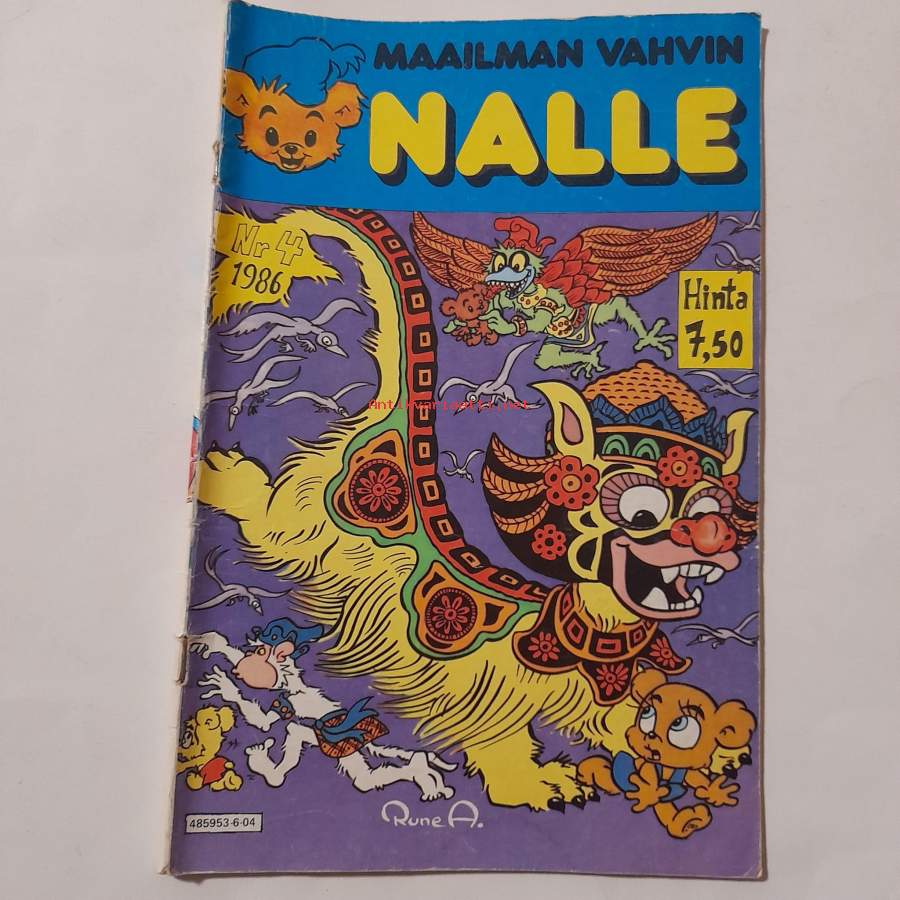 MAAILMAN VAHVIN
NALLE
Nr 4
1986
Hinta
7,50
Antikvariaatti.net
Rune A.
485953-6-04